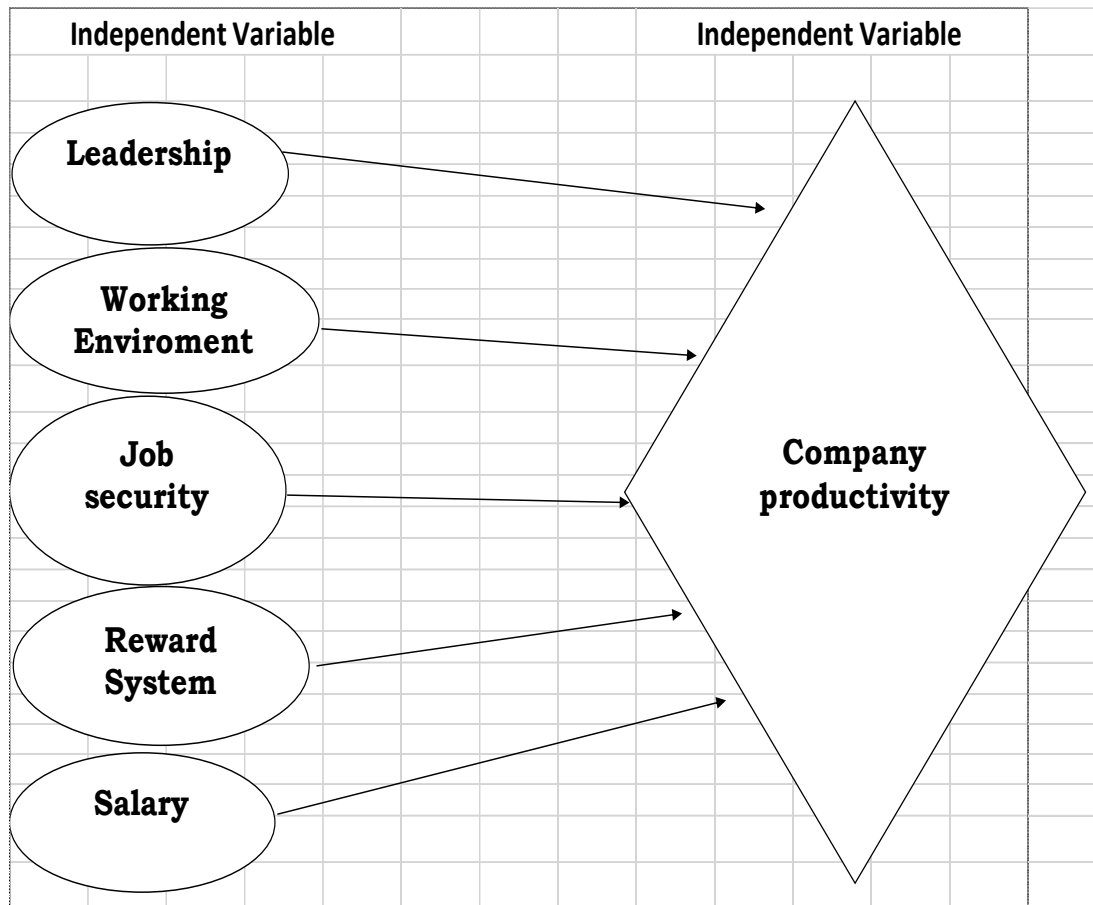 Independent Variable
Independent Variable
Leadership
Working
Enviroment
Job
security
Company
productivity
Reward
System
Salary